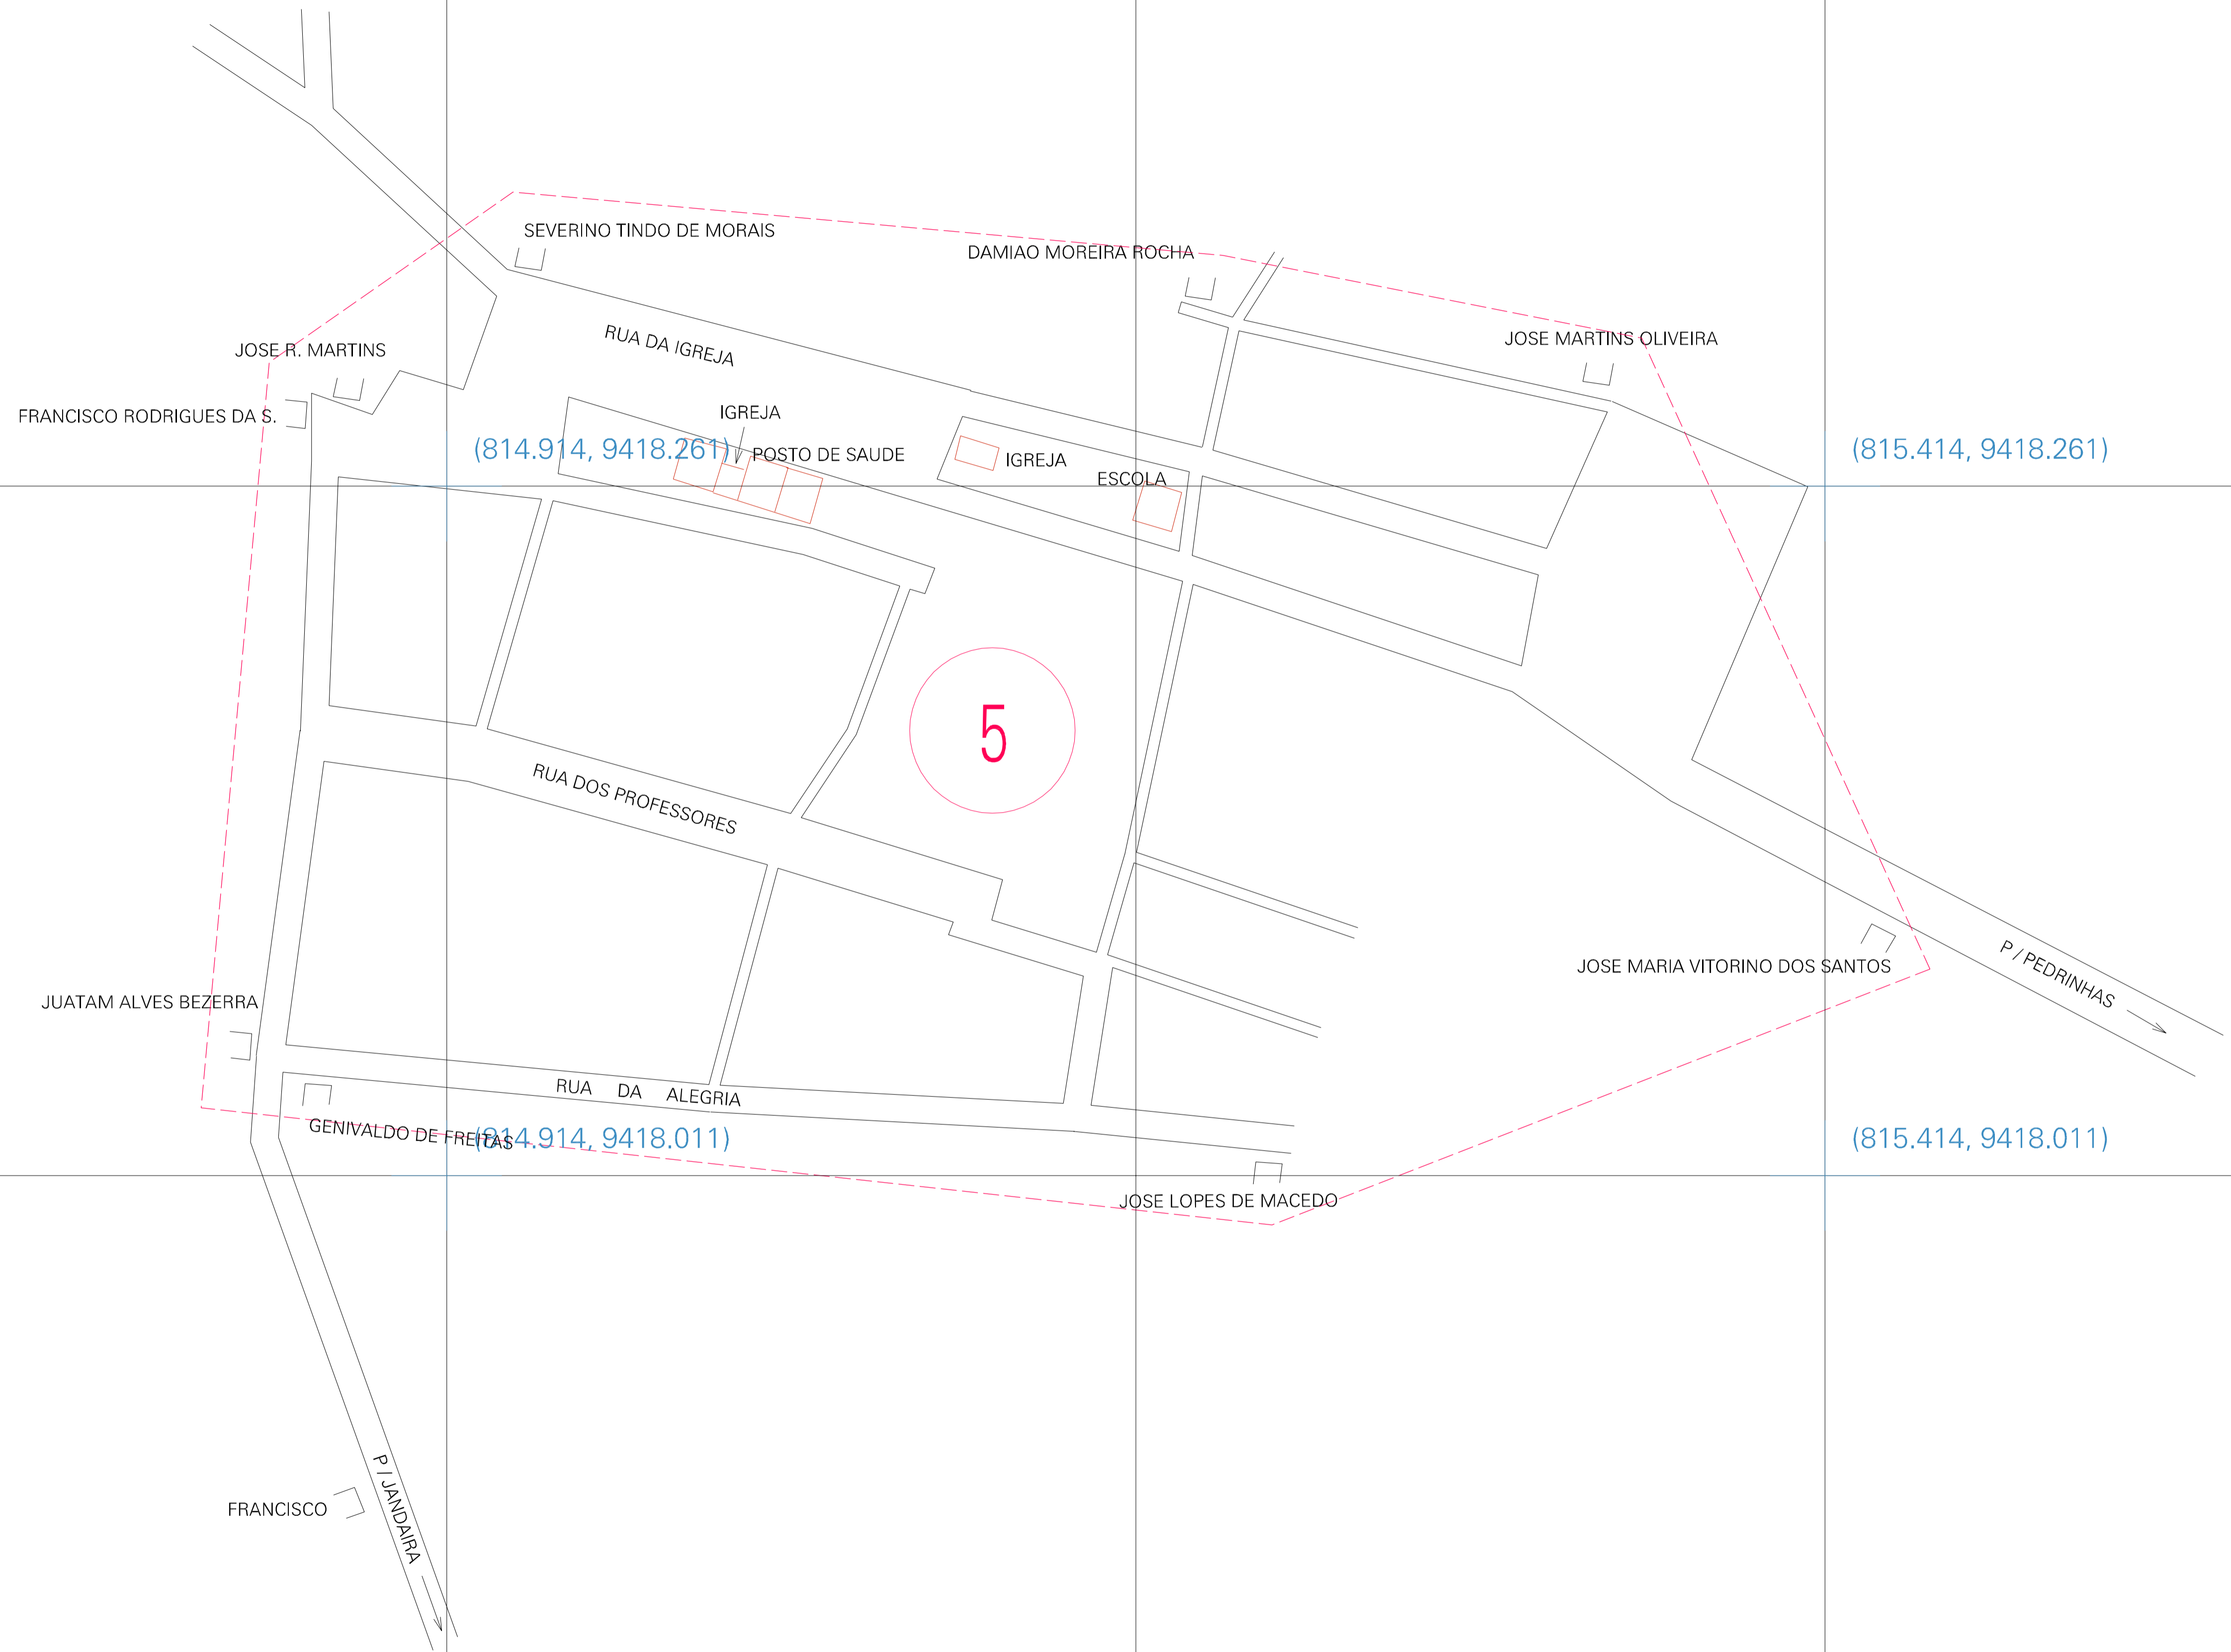 SEVERINO TINDO DE MORAIS
DAMIAO MOREIRA ROCHA
RUA DA IGREJA
JOSE MARTINS OLIVEIRA
JOSE R. MARTINS
FRANCISCO RODRIGUES DA S.
IGREJA
(814.914, 9418.261)
POSTO DE SAUDE
IGREJA
(815.414, 9418.261)
ESCOLA
5
RUA DOS PROFESSORES
JOSE MARIA VITORINO DOS SANTOS
P / PEDRINHAS
JUATAM ALVES BEZERRA
RUA DA ALEGRIA
GENIVALDO DE FREITAS
(814.914, 9418.011)
(815.414, 9418.011)
JOSE LOPES DE MACEDO
FRANCISCO
P / JANDAIRA